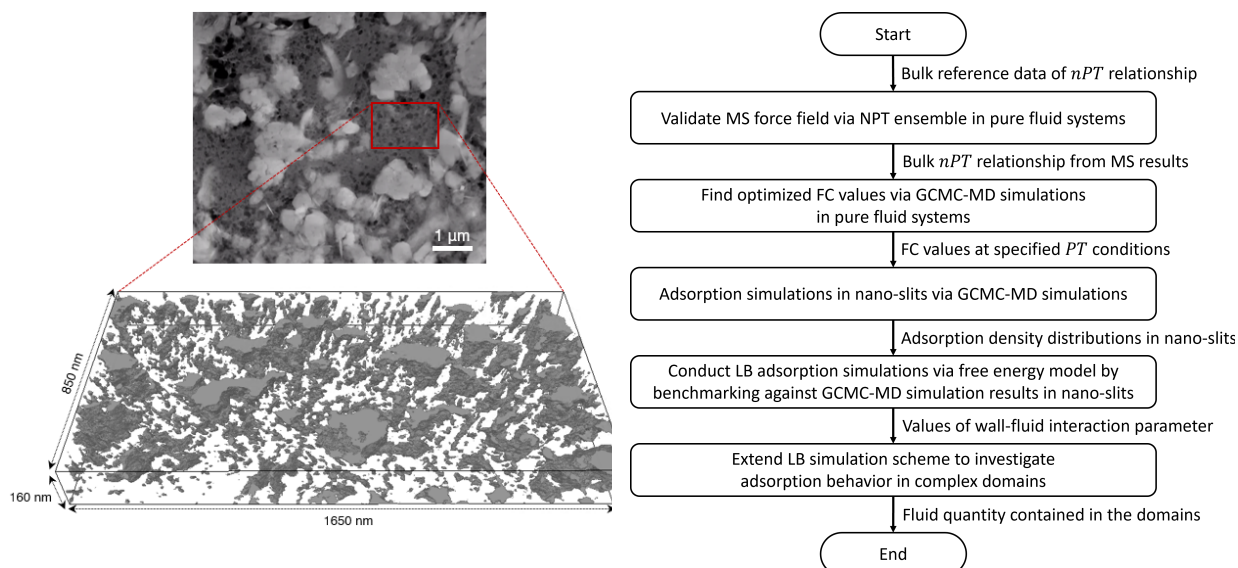 1 μm
850 nm
160 nm
1650 nm
Start
Bulk reference data of nPT relationship
Validate MS force field via NPT ensemble in pure fluid systems
Bulk nPT relationship from MS results
Find optimized FC values via GCMC-MD simulations
in pure fluid systems
FC values at specified PT conditions
Adsorption simulations in nano-slits via GCMC-MD simulations
Adsorption density distributions in nano-slits
Conduct LB adsorption simulations via free energy model by
benchmarking against GCMC-MD simulation results in nano-slits
Values of wall-fluid interaction parameter
Extend LB simulation scheme to investigate
adsorption behavior in complex domains
Fluid quantity contained in the domains
End